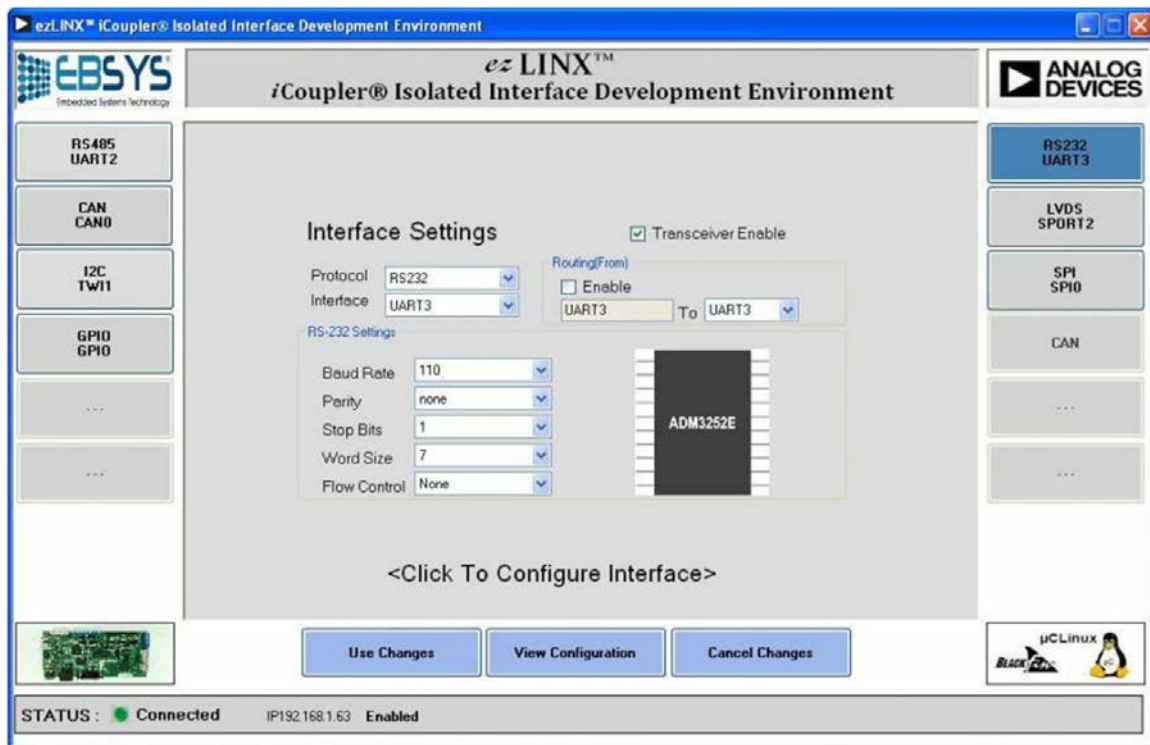 ezLINX™ iCoupler® Isolated Interface Development Environment
EBSYS
Embedded Systems Technology
ez LINX™
iCoupler® Isolated Interface Development Environment
ANALOG
DEVICES
RS485
UART2
CAN
CAN0
I2C
TWI1
GPIO
GPIO
...
...
Interface Settings
Transceiver Enable
Protocol RS232
Interface UART3
Routing(From)
Enable
UART3 To UART3
RS-232 Settings
Baud Rate 110
Parity none
Stop Bits 1
Word Size 7
Flow Control None
ADM3252E
<Click To Configure Interface>
RS232
UART3
LVDS
SPORT2
SPI
SPI0
CAN
...
...
Use Changes
View Configuration
Cancel Changes
µCLinux
BLACKFin
µC
STATUS : Connected IP192.168.1.63 Enabled